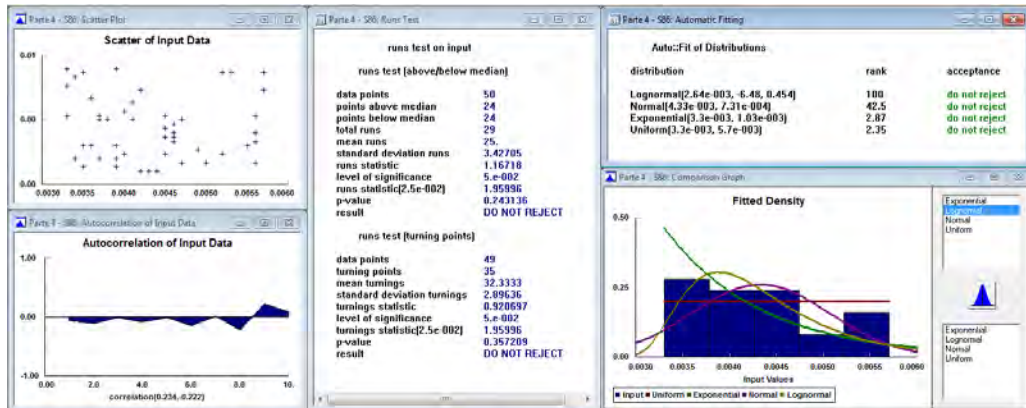 Parte 4 - S86: Scatter Plot
Scatter of Input Data
0.01
0.00
0.0030 0.0035 0.0040 0.0045 0.0050 0.0055 0.0060
Parte 4 - S86: Autocorrelation of Input Data
Autocorrelation of Input Data
1.00
0.00
-1.00
0.00 2.0 4.0 6.0 8.0 10.
correlation(0.234,-0.222)
Parte 4 - S86: Runs Test
runs test on input
runs test (above/below median)
data points 50
points above median 24
points below median 24
total runs 29
mean runs 25.
standard deviation runs 3.42705
runs statistic 1.16718
level of significance 5.e-002
runs statistic(2.5e-002) 1.95996
p-value 0.243136
result DO NOT REJECT
runs test (turning points)
data points 49
turning points 35
mean turnings 32.3333
standard deviation turnings 2.89636
turnings statistic 0.920697
level of significance 5.e-002
turnings statistic(2.5e-002) 1.95996
p-value 0.357209
result DO NOT REJECT
Parte 4 - S86: Automatic Fitting
Auto::Fit of Distributions
distribution rank acceptance
Lognormal(2.64e-003, -6.48, 0.454) 100 do not reject
Normal(4.33e-003, 7.31e-004) 42.5 do not reject
Exponential(3.3e-003, 1.03e-003) 2.87 do not reject
Uniform(3.3e-003, 5.7e-003) 2.35 do not reject
Parte 4 - S86: Comparison Graph
Fitted Density
0.50
0.25
0.00
0.0030 0.0035 0.0040 0.0045 0.0050 0.0055 0.0060
Input Values
Input Uniform Exponential Normal Lognormal
Exponential
Lognormal
Normal
Uniform
Exponential
Lognormal
Normal
Uniform